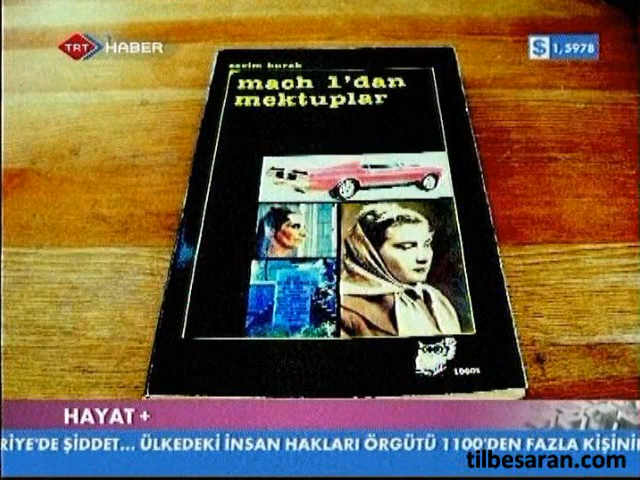 TRT HABER
$ 1,5978
sevim burak
mach 1'dan
mektuplar
logos
HAYAT +
RİYE'DE ŞİDDET... ÜLKEDEKİ İNSAN HAKLARI ÖRGÜTÜ 1100'DEN FAZLA KİŞİNİN
tilbesaran.com